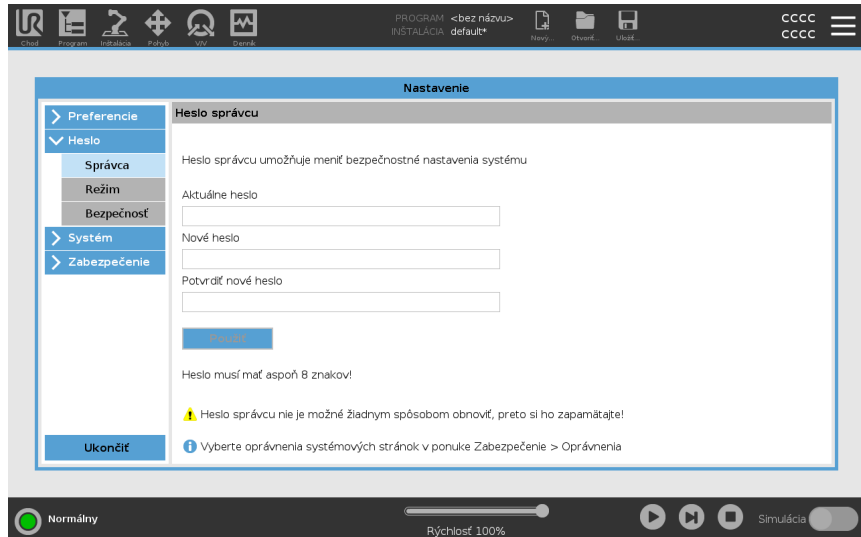 UR
PROGRAM <bez názvu>
INŠTALÁCIA default*
CCCC
CCCC
Chod
Program
Inštalácia
Pohyb
V/V
Denník
Nový...
Otvoriť...
Uložiť...
Nastavenie
Preferencie
Heslo
Správca
Režim
Bezpečnosť
Systém
Zabezpečenie
Ukončiť
Heslo správcu
Heslo správcu umožňuje meniť bezpečnostné nastavenia systému
Aktuálne heslo
Nové heslo
Potvrdiť nové heslo
Použiť
Heslo musí mať aspoň 8 znakov!
Heslo správcu nie je možné žiadnym spôsobom obnoviť, preto si ho zapamätajte!
Vyberte oprávnenia systémových stránok v ponuke Zabezpečenie > Oprávnenia
Normálny
Rýchlosť 100%
Simulácia